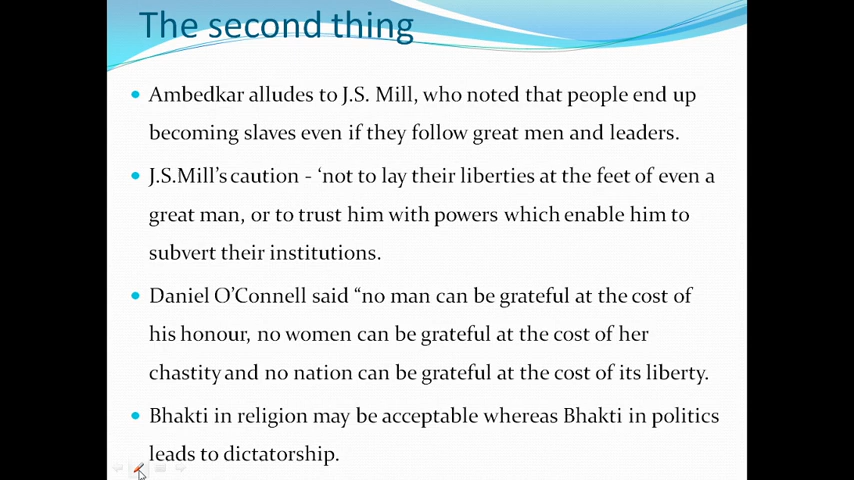 The second thing
• Ambedkar alludes to J.S. Mill, who noted that people end up
becoming slaves even if they follow great men and leaders.
• J.S.Mill's caution - 'not to lay their liberties at the feet of even a
great man, or to trust him with powers which enable him to
subvert their institutions.
• Daniel O'Connell said “no man can be grateful at the cost of
his honour, no women can be grateful at the cost of her
chastity and no nation can be grateful at the cost of its liberty.
• Bhakti in religion may be acceptable whereas Bhakti in politics
leads to dictatorship.